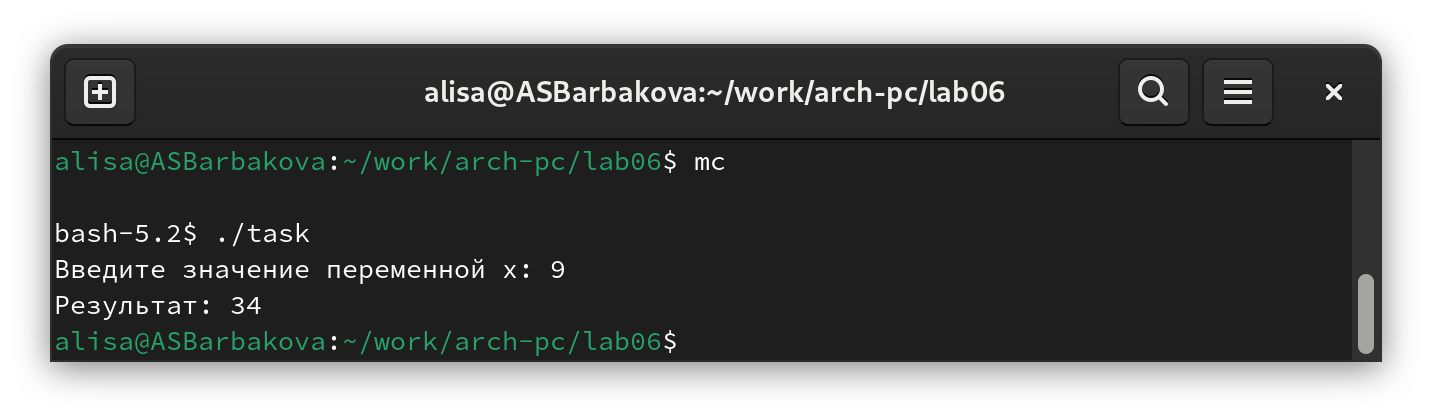 alisa@ASBarbakova:~/work/arch-pc/lab06
alisa@ASBarbakova:~/work/arch-pc/lab06$ mc
bash-5.2$ ./task
Введите значение переменной x: 9
Результат: 34
alisa@ASBarbakova:~/work/arch-pc/lab06$